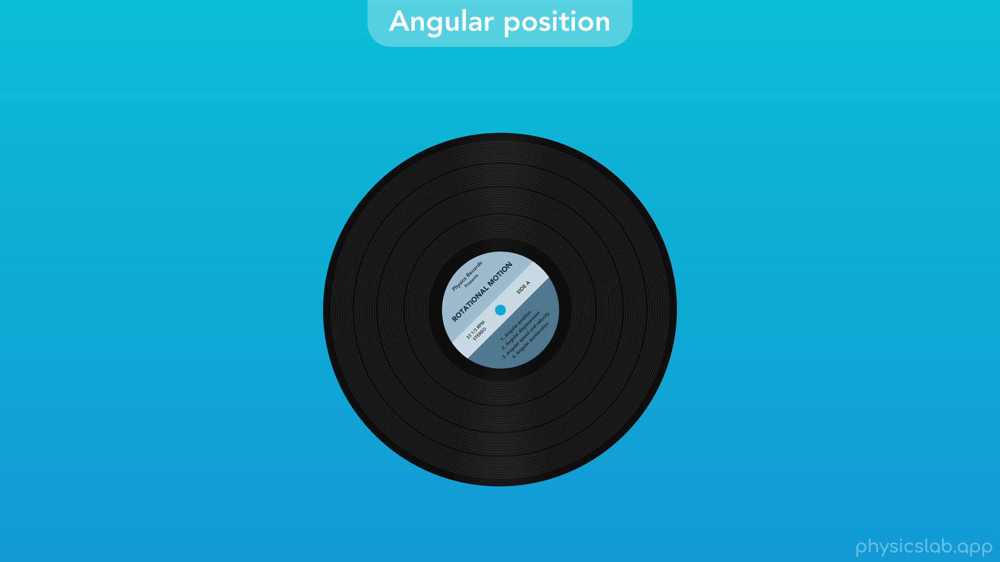 Angular position
Physics Records
Presents
ROTATIONAL MOTION
33 1/3 RPM
STEREO
SIDE A
1. Angular position
2. Angular displacement
3. Angular speed and velocity
4. Angular acceleration
physicslab.app